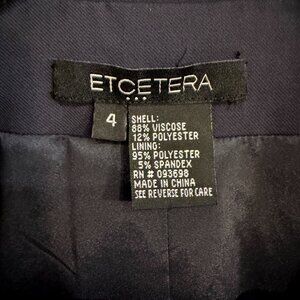 ETCETERA
...
4
SHELL:
88% VISCOSE
12% POLYESTER
LINING:
95% POLYESTER
5% SPANDEX
RN # 093698
MADE IN CHINA
SEE REVERSE FOR CARE